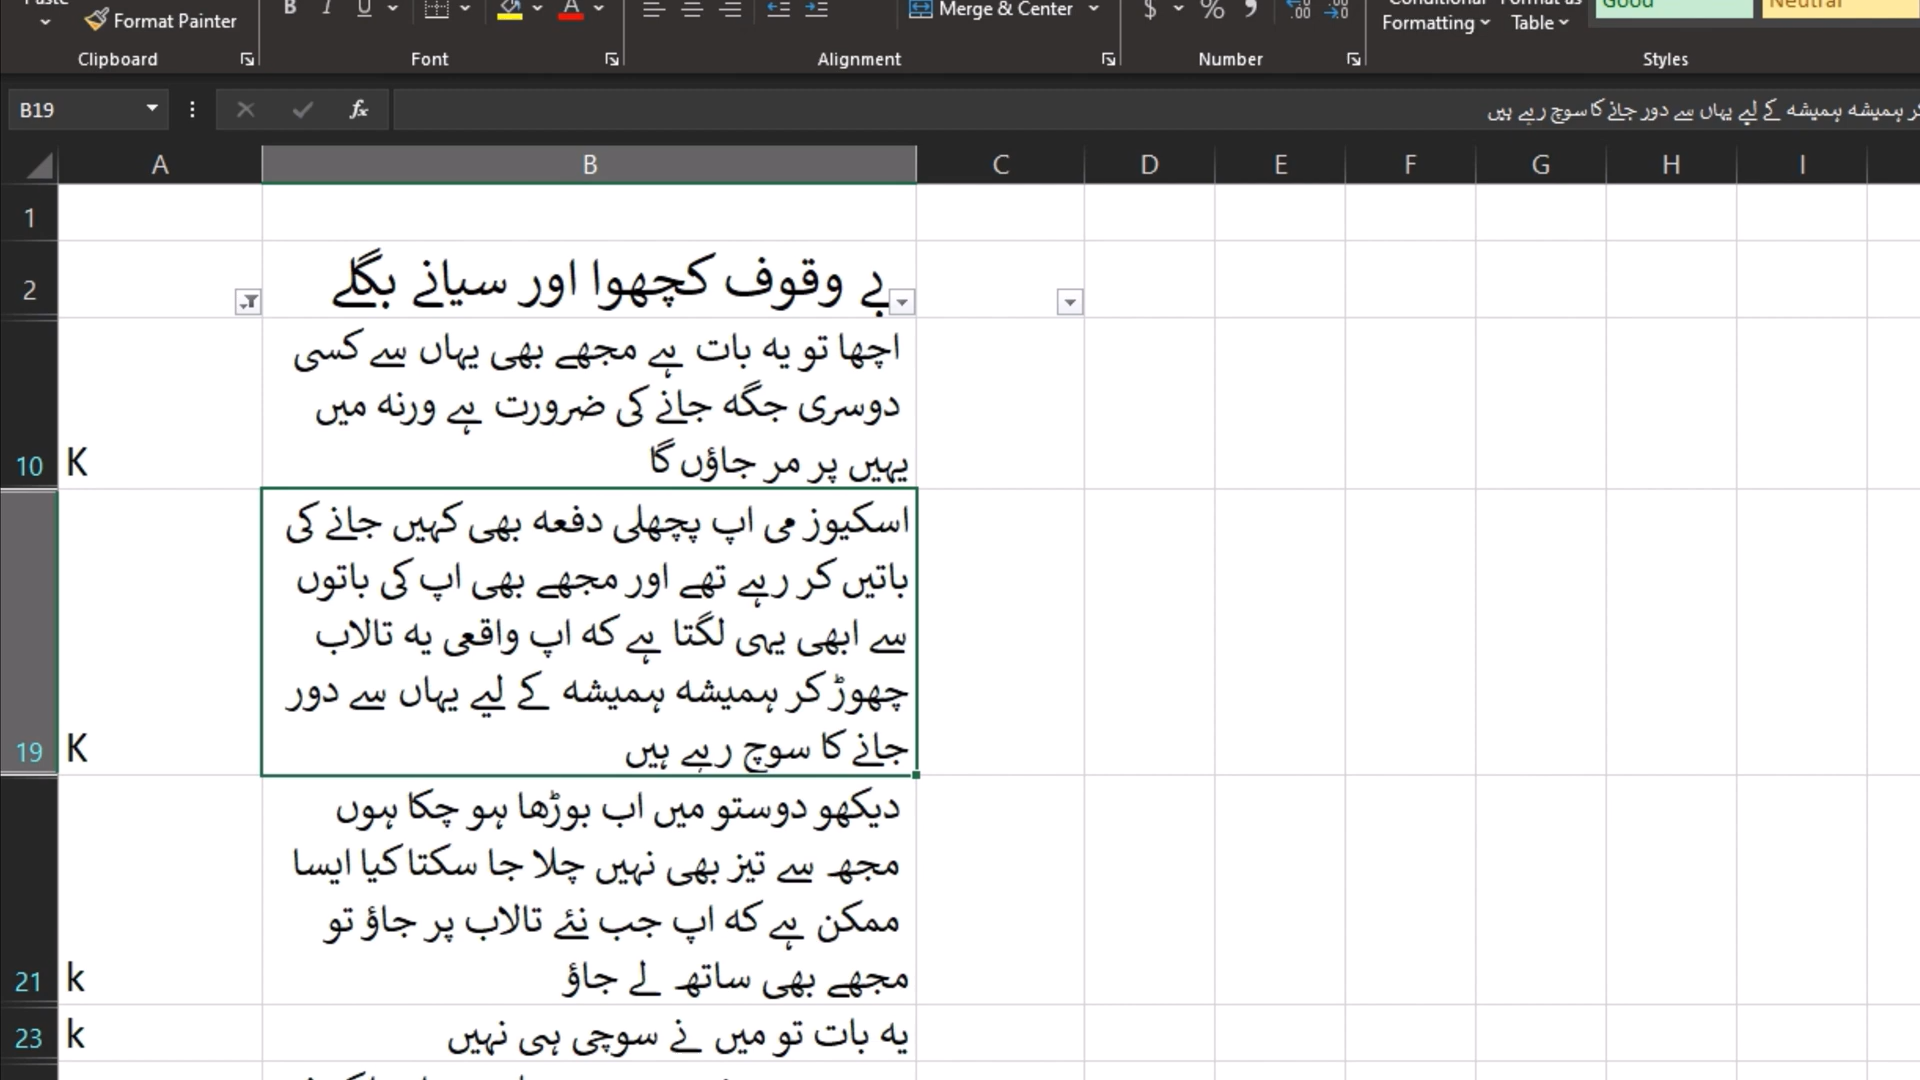 Format Painter
B I U
A
Merge & Center
$ % 9
Formatting
Table
Good
Neutral
Clipboard
Font
Alignment
Number
Styles
B19
fx
ہمیشہ ہمیشہ کے لیے یہاں سے دور جانے کا سوچ رہے ہیں
A B C D E F G H I
1
2
بے وقوف کچھوا اور سیانے بگلے
اچھا تو یہ بات ہے مجھے بھی یہاں سے کسی
دوسری جگہ جانے کی ضرورت ہے ورنہ میں
یہیں پر مر جاؤں گا
10 K
اسکیوز می اپ پچھلی دفعہ بھی کہیں جانے کی
باتیں کر رہے تھے اور مجھے بھی اپ کی باتوں
سے ابھی یہی لگتا ہے کہ اپ واقعی یہ تالاب
چھوڑ کر ہمیشہ ہمیشہ کے لیے یہاں سے دور
جانے کا سوچ رہے ہیں
19 K
دیکھو دوستو میں اب بوڑھا ہو چکا ہوں
مجھ سے تیز بھی نہیں چلا جا سکتا کیا ایسا
ممکن ہے کہ اپ جب نئے تالاب پر جاؤ تو
مجھے بھی ساتھ لے جاؤ
21 k
یہ بات تو میں نے سوچی ہی نہیں
23 k